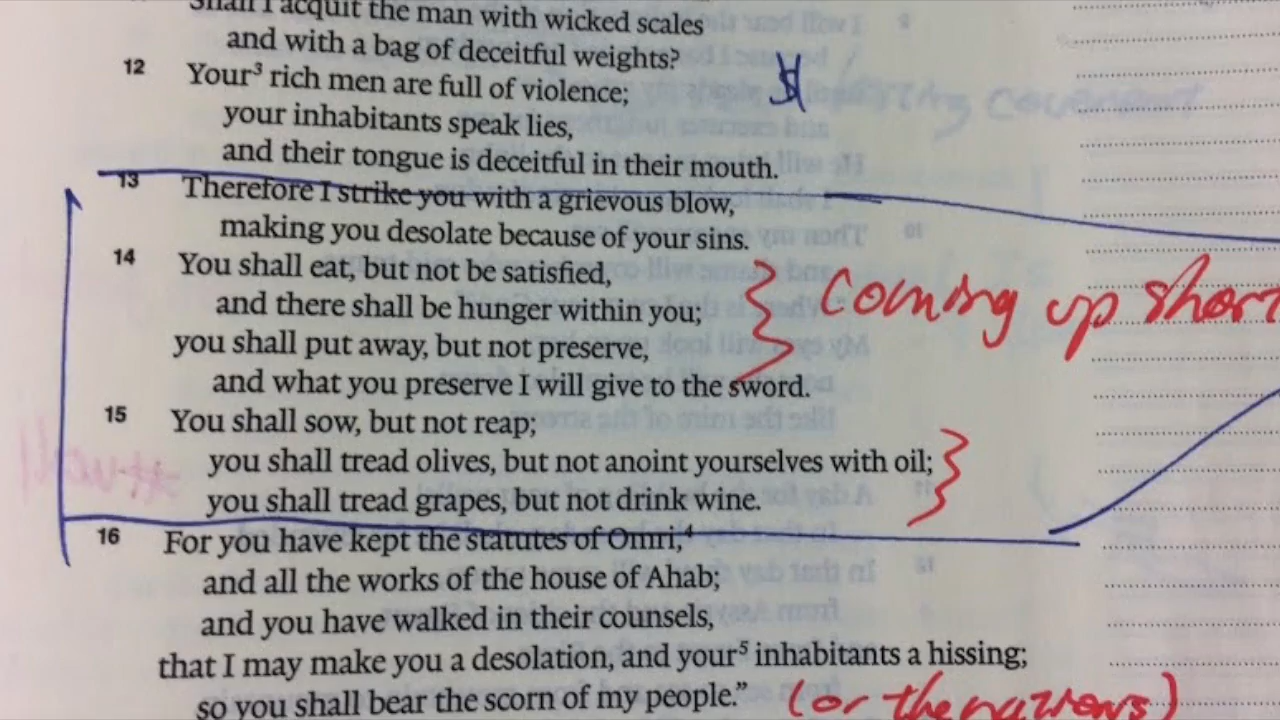 Shall I acquit the man with wicked scales
and with a bag of deceitful weights?
12 Your³ rich men are full of violence;
your inhabitants speak lies,
and their tongue is deceitful in their mouth.
13 Therefore I strike you with a grievous blow,
making you desolate because of your sins.
14 You shall eat, but not be satisfied,
and there shall be hunger within you;
coming up short
you shall put away, but not preserve,
and what you preserve I will give to the sword.
15 You shall sow, but not reap;
you shall tread olives, but not anoint yourselves with oil;
you shall tread grapes, but not drink wine.
16 For you have kept the statutes of Omri,⁴
and all the works of the house of Ahab;
and you have walked in their counsels,
that I may make you a desolation, and your⁵ inhabitants a hissing;
so you shall bear the scorn of my people.”
(or the nations)